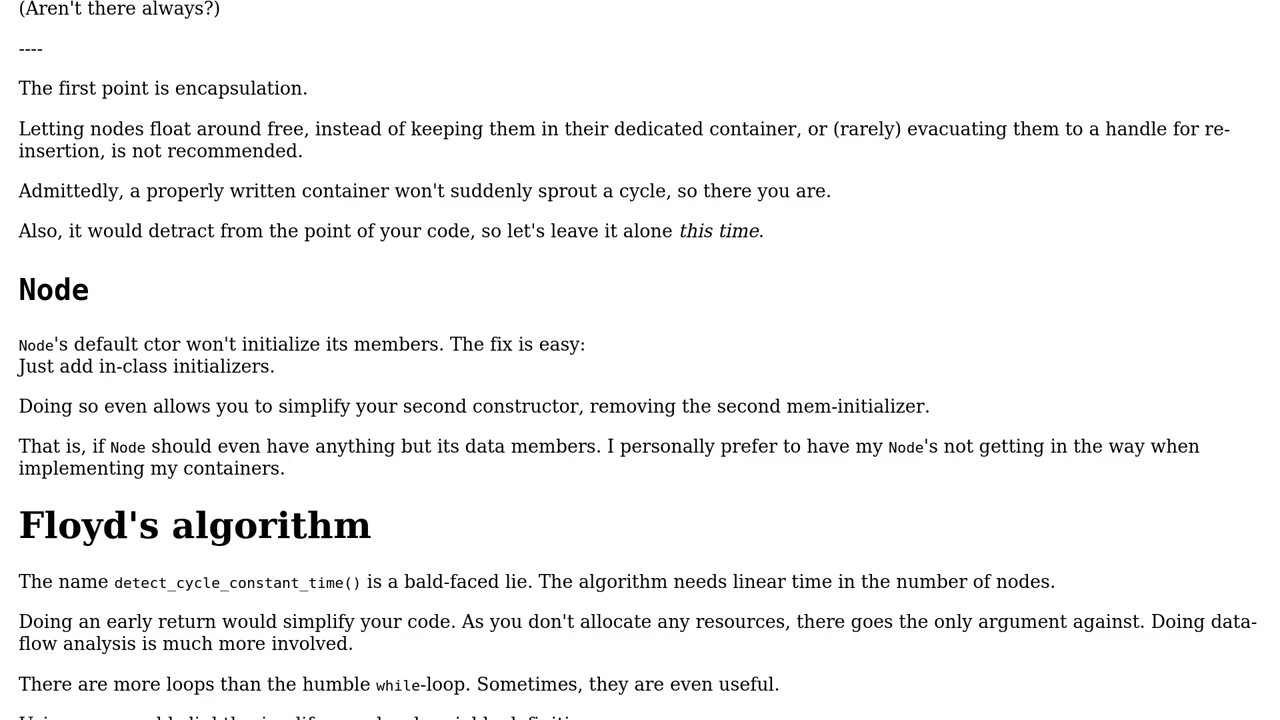 (Aren't there always?)
----
The first point is encapsulation.
Letting nodes float around free, instead of keeping them in their dedicated container, or (rarely) evacuating them to a handle for re-
insertion, is not recommended.
Admittedly, a properly written container won't suddenly sprout a cycle, so there you are.
Also, it would detract from the point of your code, so let's leave it alone this time.
Node
Node's default ctor won't initialize its members. The fix is easy:
Just add in-class initializers.
Doing so even allows you to simplify your second constructor, removing the second mem-initializer.
That is, if Node should even have anything but its data members. I personally prefer to have my Node's not getting in the way when
implementing my containers.
Floyd's algorithm
The name detect_cycle_constant_time() is a bald-faced lie. The algorithm needs linear time in the number of nodes.
Doing an early return would simplify your code. As you don't allocate any resources, there goes the only argument against. Doing data-
flow analysis is much more involved.
There are more loops than the humble while-loop. Sometimes, they are even useful.